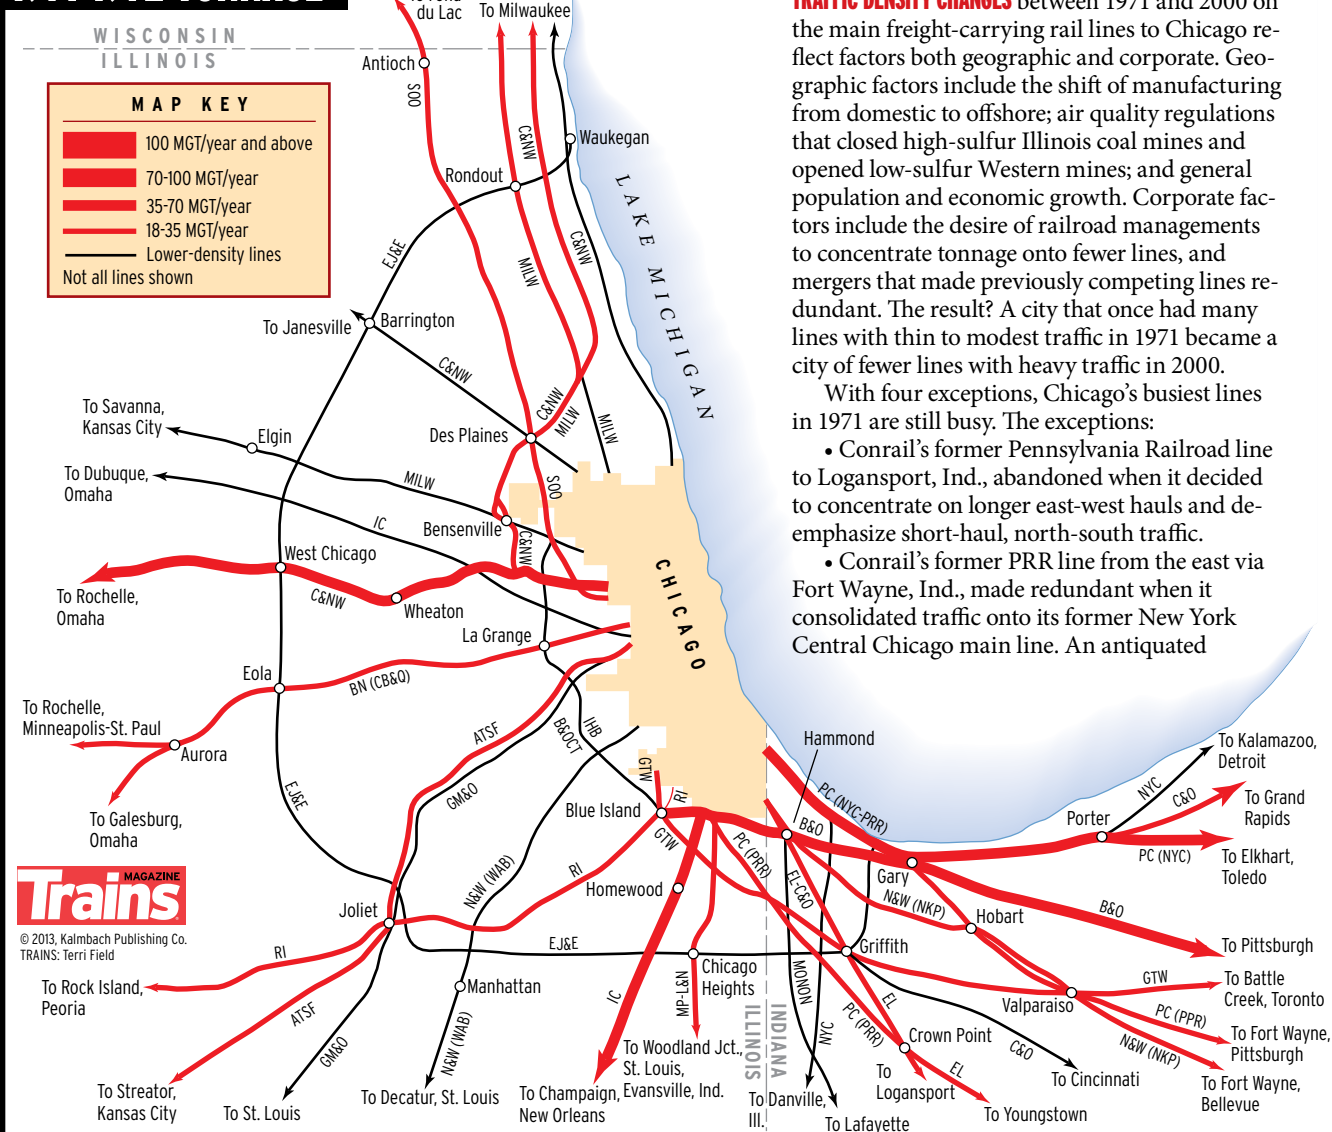 du Lac
To Milwaukee
WISCONSIN
ILLINOIS
Antioch
SOO
MAP KEY
100 MGT/year and above
70-100 MGT/year
35-70 MGT/year
18-35 MGT/year
Lower-density lines
Not all lines shown
TRAFFIC DENSITY CHANGES between 1971 and 2000 on
the main freight-carrying rail lines to Chicago re-
flect factors both geographic and corporate. Geo-
graphic factors include the shift of manufacturing
from domestic to offshore; air quality regulations
that closed high-sulfur Illinois coal mines and
opened low-sulfur Western mines; and general
population and economic growth. Corporate fac-
tors include the desire of railroad managements
to concentrate tonnage onto fewer lines, and
mergers that made previously competing lines re-
dundant. The result? A city that once had many
lines with thin to modest traffic in 1971 became a
city of fewer lines with heavy traffic in 2000.
With four exceptions, Chicago's busiest lines
in 1971 are still busy. The exceptions:
• Conrail's former Pennsylvania Railroad line
to Logansport, Ind., abandoned when it decided
to concentrate on longer east-west hauls and de-
emphasize short-haul, north-south traffic.
• Conrail's former PRR line from the east via
Fort Wayne, Ind., made redundant when it
consolidated traffic onto its former New York
Central Chicago main line. An antiquated
C&NW
Waukegan
Rondout
LAKE MICHIGAN
EJ&E
MILW
C&NW
To Janesville
Barrington
C&NW
C&NW
MILW
MILW
To Savanna,
Kansas City
Elgin
Des Plaines
To Dubuque,
Omaha
MILW
SOO
IC
Bensenville
C&NW
West Chicago
CHICAGO
To Rochelle,
Omaha
C&NW
Wheaton
La Grange
Eola
BN (CB&Q)
To Rochelle,
Minneapolis-St. Paul
Aurora
ATSF
B&OCT
IHB
Hammond
To Kalamazoo,
Detroit
EJ&E
GM&O
GTW
RI
PC (NYC-PRR)
NYC
C&O
To Grand
Rapids
To Galesburg,
Omaha
Blue Island
B&O
Porter
PC (NYC)
To Elkhart,
Toledo
GTW
PC (PRR)
Gary
Trains MAGAZINE
© 2013, Kalmbach Publishing Co.
TRAINS: Terri Field
RI
Homewood
EL-C&O
N&W (NKP)
B&O
N&W (WAB)
Joliet
Hobart
RI
EJ&E
Griffith
To Pittsburgh
To Rock Island,
Peoria
Manhattan
Chicago
Heights
MONON
GTW
To Battle
Creek, Toronto
ATSF
IC
MP-L&N
EL
Valparaiso
PC (PPR)
GM&O
N&W (WAB)
ILLINOIS
INDIANA
NYC
PC (PRR)
Crown Point
C&O
N&W (NKP)
To Fort Wayne,
Pittsburgh
To Woodland Jct.,
St. Louis,
Evansville, Ind.
EL
To Cincinnati
To Fort Wayne,
Bellevue
To Streator,
Kansas City
To St. Louis
To Decatur, St. Louis
To Champaign,
New Orleans
To Danville,
Ill.
To
Logansport
To Youngstown
To Lafayette